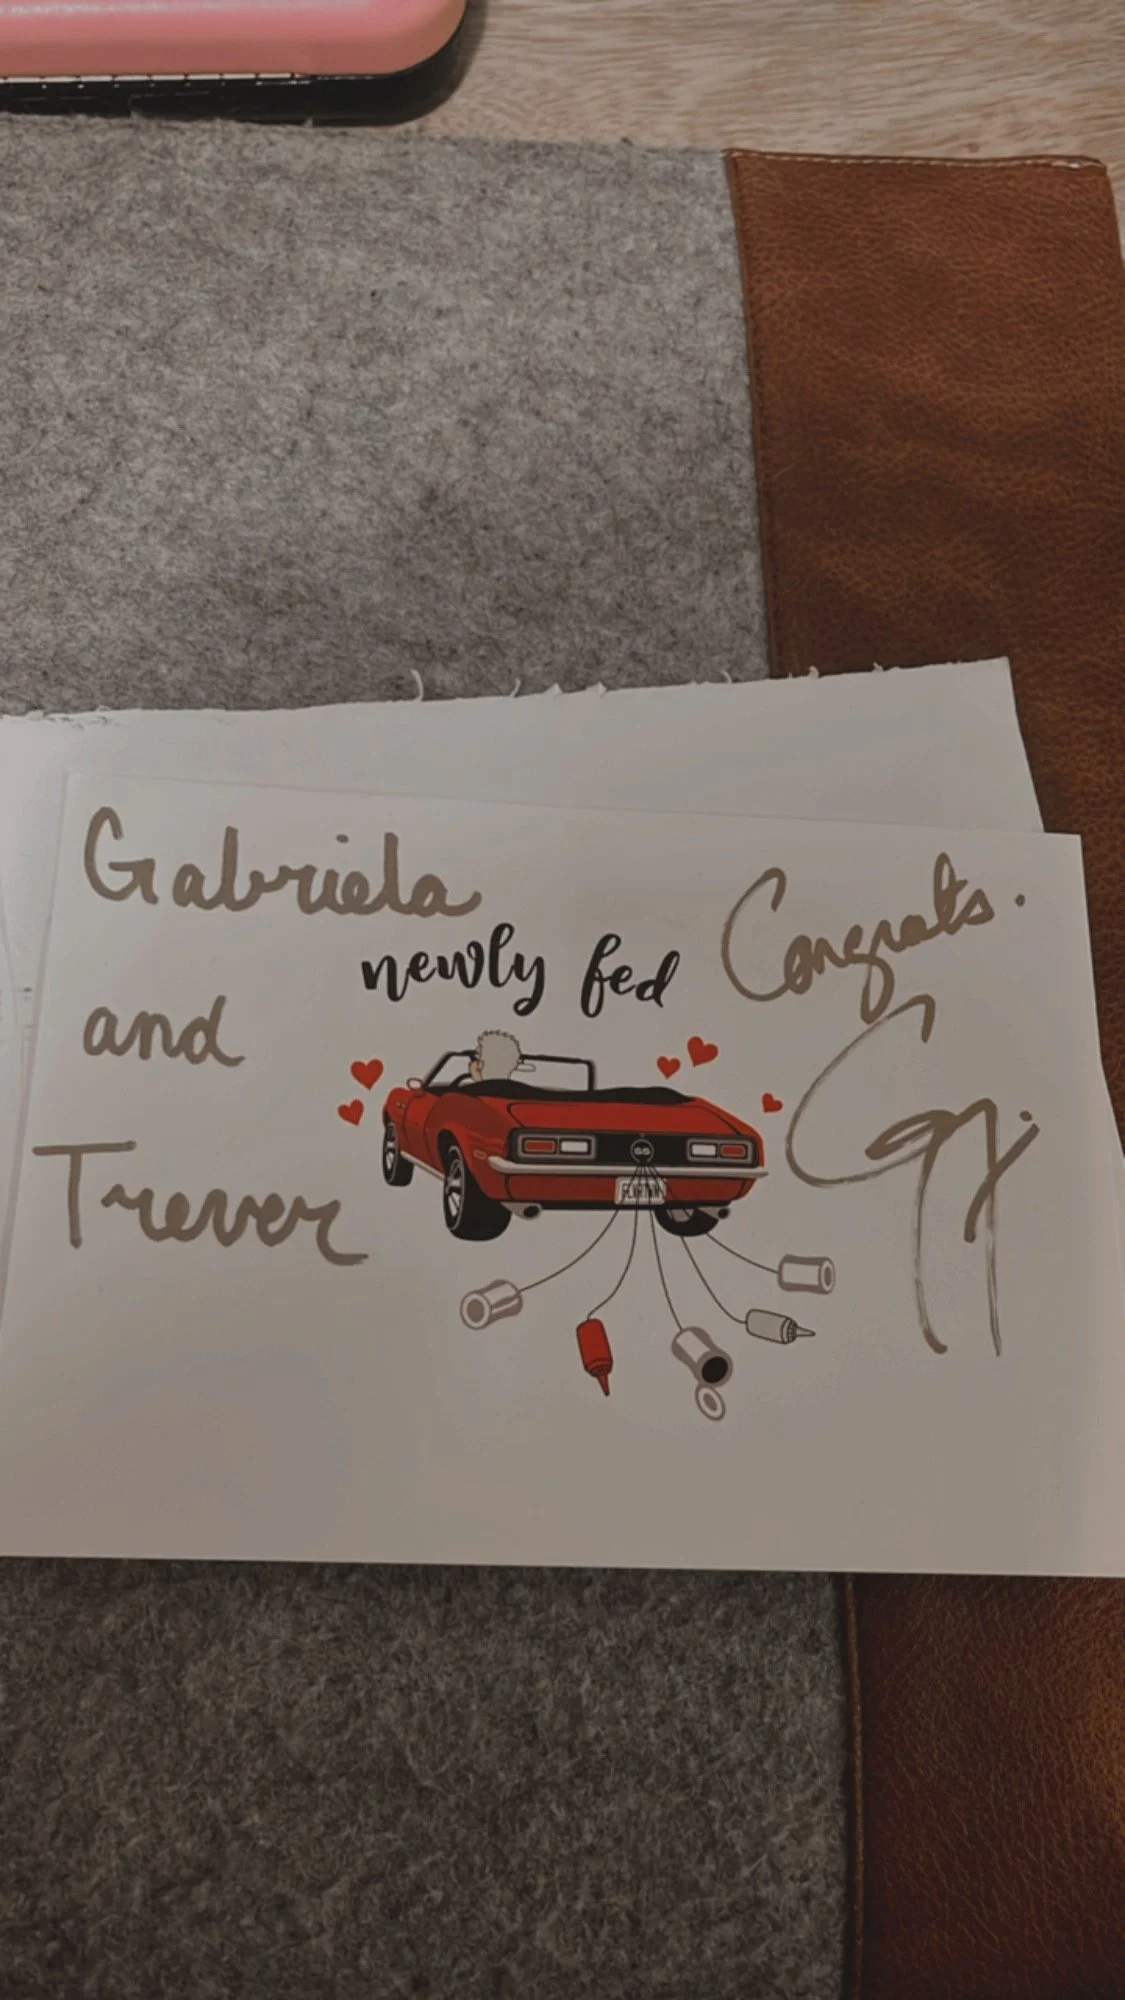 Gabriela
and
Trever
newly fed
Congrats.